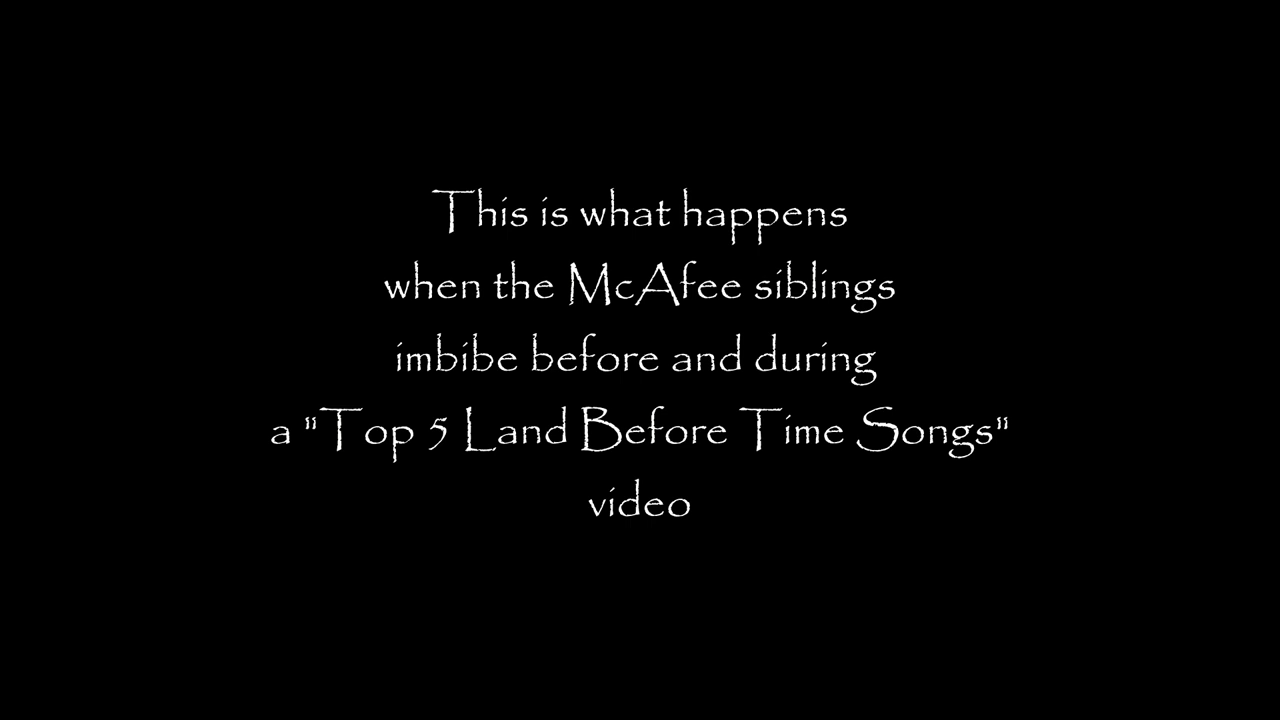 This is what happens
when the McAfee siblings
imbibe before and during
a "Top 5 Land Before Time Songs"
video